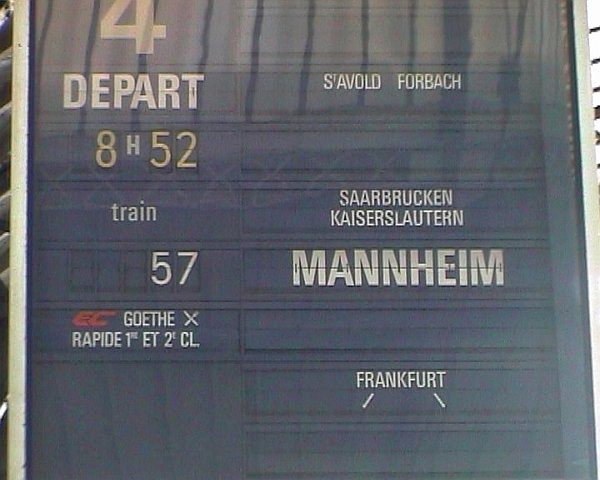 4
DEPART
8 H 52
train
57
EC GOETHE
RAPIDE 1re ET 2e CL.
S'AVOLD FORBACH
SAARBRUCKEN
KAISERSLAUTERN
MANNHEIM
FRANKFURT